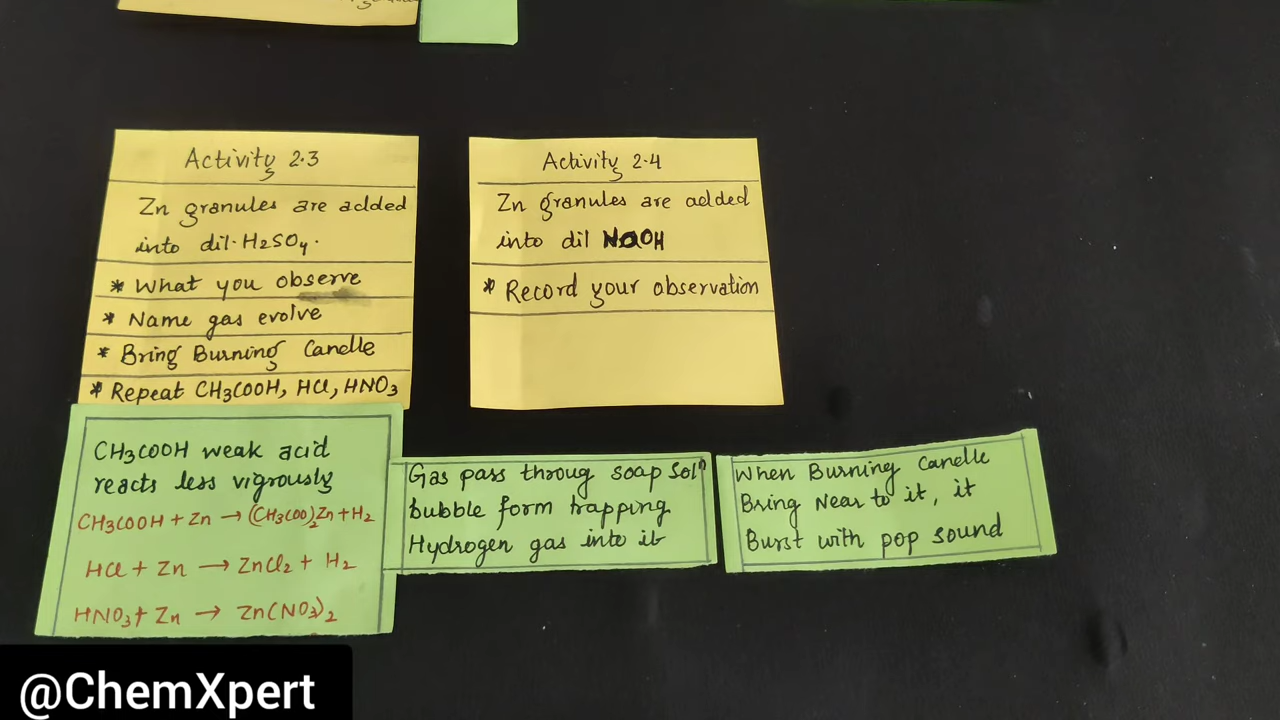 Activity 2.3
Zn granules are added
into dil. H2SO4.
* What you observe
* Name gas evolve
* Bring Burning Candle
* Repeat CH3COOH, HCl, HNO3
Activity 2.4
Zn granules are added
into dil NaOH
* Record your observation
CH3COOH weak acid
reacts less vigrously
CH3COOH + Zn → (CH3COO)2Zn + H2
HCl + Zn → ZnCl2 + H2
HNO3 + Zn → Zn(NO3)2
Gas pass throug soap soln
bubble form trapping
Hydrogen gas into it
When Burning Candle
Bring Near to it, it
Burst with pop sound
@ChemXpert